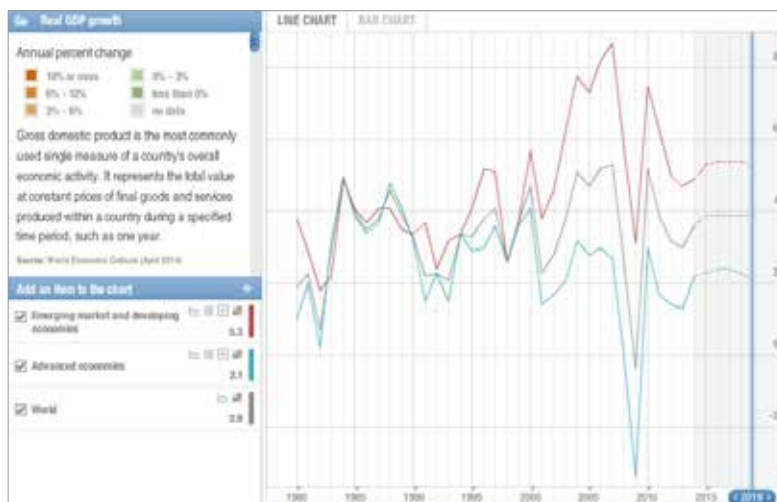 Real GDP growth
LINE CHART
BAR CHART
Annual percent change
10% or more
6% - 10%
3% - 6%
0% - 3%
less than 0%
no data
Gross domestic product is the most commonly
used single measure of a country's overall
economic activity. It represents the total value
at constant prices of final goods and services
produced within a country during a specified
time period, such as one year.
Source: World Economic Outlook (April 2014)
Add an item to the chart
Emerging market and developing
economies
5.3
Advanced economies
2.1
World
3.9
1980
1985
1990
1995
2000
2005
2010
2015
2019